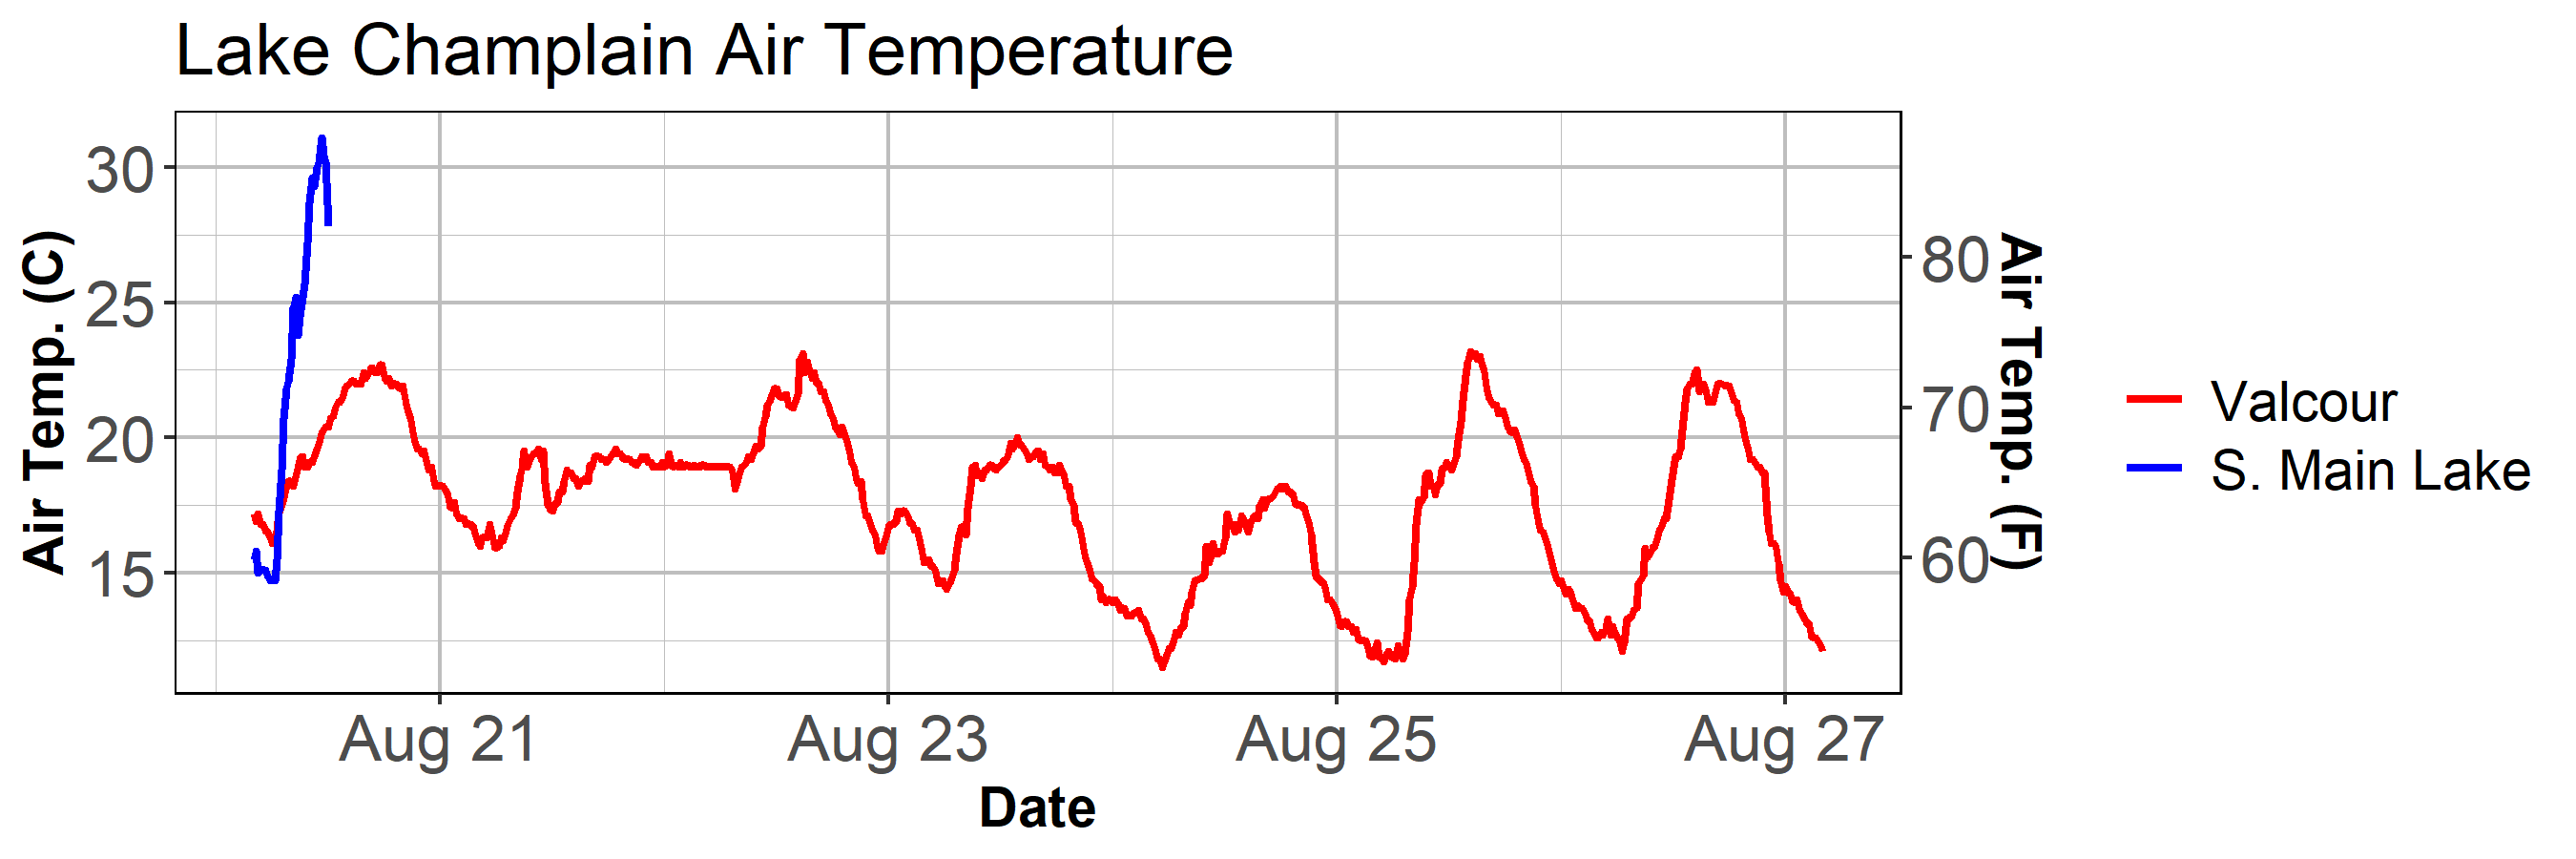 Lake Champlain Air Temperature
Air Temp. (C)
30
25
20
15
80
70
60
Air Temp. (F)
Aug 21
Aug 23
Aug 25
Aug 27
Date
Valcour
S. Main Lake